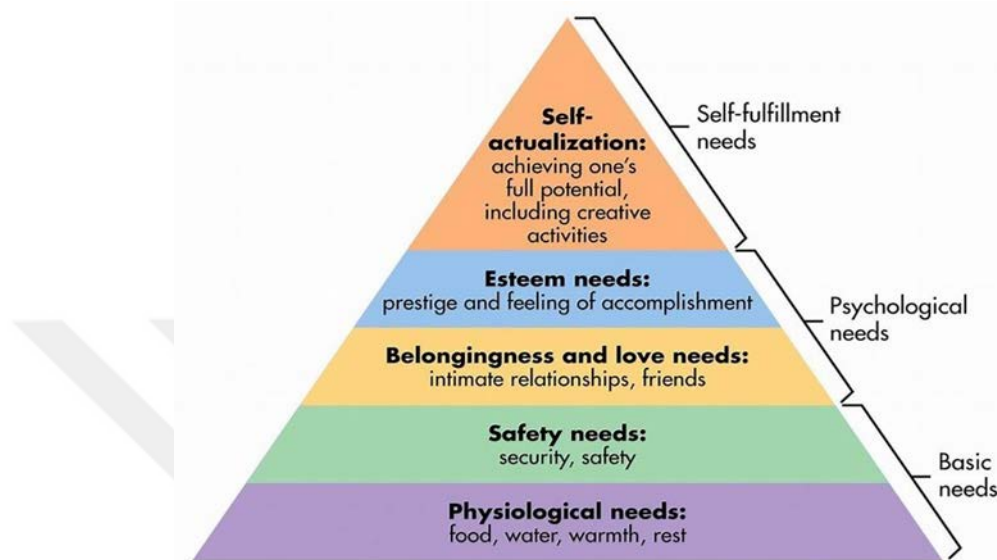 Self-
actualization:
achieving one's
full potential,
including creative
activities
Self-fulfillment
needs
Esteem needs:
prestige and feeling of accomplishment
Psychological
needs
Belongingness and love needs:
intimate relationships, friends
Safety needs:
security, safety
Basic
needs
Physiological needs:
food, water, warmth, rest